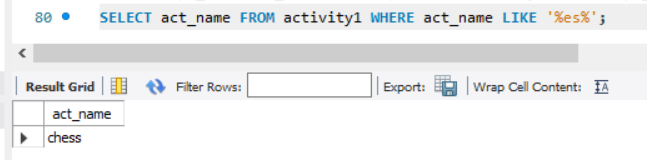 80 SELECT act_name FROM activity1 WHERE act_name LIKE '%es%';
Result Grid Filter Rows: Export: Wrap Cell Content: IA
act_name
chess